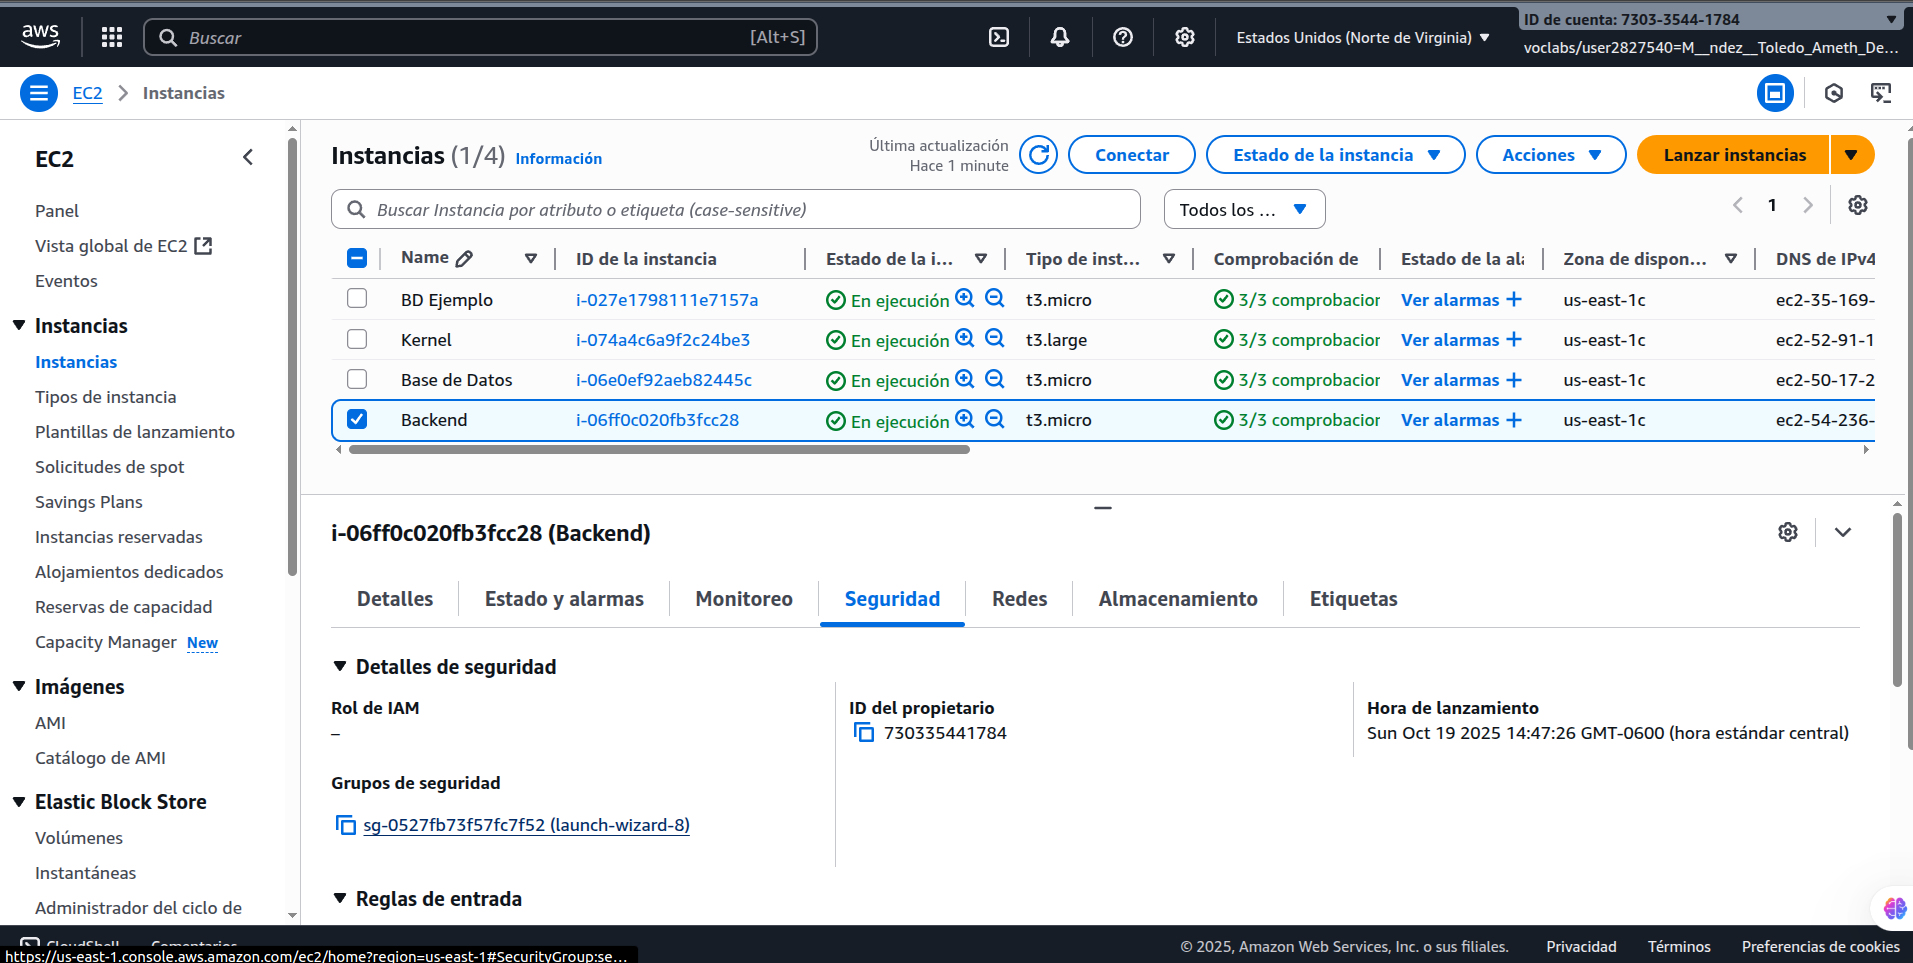 aws
Buscar
[Alt+S]
Estados Unidos (Norte de Virginia)
ID de cuenta: 7303-3544-1784
voclabs/user2827540=M__ndez__Toledo_Ameth_De...
EC2
Instancias
EC2
Panel
Vista global de EC2
Eventos
Instancias
Instancias
Tipos de instancia
Plantillas de lanzamiento
Solicitudes de spot
Savings Plans
Instancias reservadas
Alojamientos dedicados
Reservas de capacidad
Capacity Manager New
Imágenes
AMI
Catálogo de AMI
Elastic Block Store
Volúmenes
Instantáneas
Administrador del ciclo de
Instancias (1/4) Información
Última actualización
Hace 1 minute
Conectar
Estado de la instancia
Acciones
Lanzar instancias
Buscar Instancia por atributo o etiqueta (case-sensitive)
Todos los ...
1
Name ID de la instancia Estado de la i... Tipo de inst... Comprobación de Estado de la ala Zona de dispon... DNS de IPv4
BD Ejemplo i-027e1798111e7157a En ejecución t3.micro 3/3 comprobacior Ver alarmas + us-east-1c ec2-35-169-
Kernel i-074a4c6a9f2c24be3 En ejecución t3.large 3/3 comprobacior Ver alarmas + us-east-1c ec2-52-91-1
Base de Datos i-06e0ef92aeb82445c En ejecución t3.micro 3/3 comprobacior Ver alarmas + us-east-1c ec2-50-17-2
Backend i-06ff0c020fb3fcc28 En ejecución t3.micro 3/3 comprobacior Ver alarmas + us-east-1c ec2-54-236-
i-06ff0c020fb3fcc28 (Backend)
Detalles
Estado y alarmas
Monitoreo
Seguridad
Redes
Almacenamiento
Etiquetas
Detalles de seguridad
Rol de IAM
–
ID del propietario
730335441784
Hora de lanzamiento
Sun Oct 19 2025 14:47:26 GMT-0600 (hora estándar central)
Grupos de seguridad
sg-0527fb73f57fc7f52 (launch-wizard-8)
Reglas de entrada
CloudShell
Comentarios
© 2025, Amazon Web Services, Inc. o sus filiales.
Privacidad
Términos
Preferencias de cookies
https://us-east-1.console.aws.amazon.com/ec2/home?region=us-east-1#SecurityGroup:se...